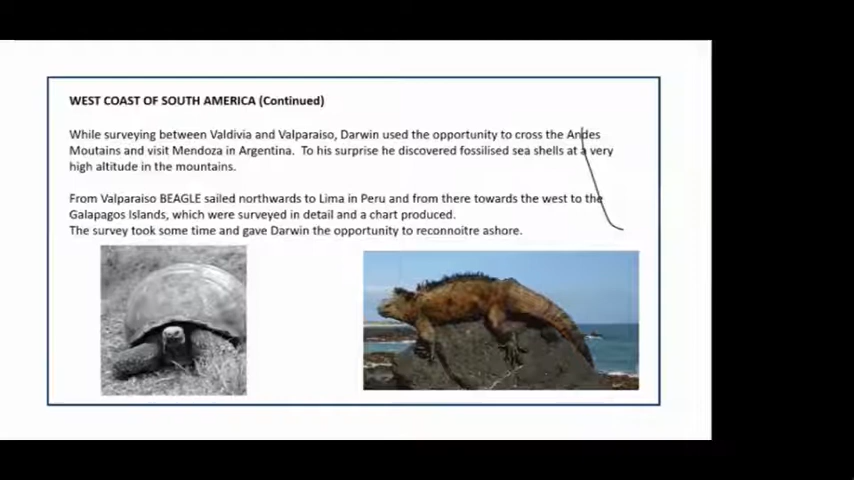 WEST COAST OF SOUTH AMERICA (Continued)
While surveying between Valdivia and Valparaiso, Darwin used the opportunity to cross the Andes
Moutains and visit Mendoza in Argentina. To his surprise he discovered fossilised sea shells at a very
high altitude in the mountains.
From Valparaiso BEAGLE sailed northwards to Lima in Peru and from there towards the west to the
Galapagos Islands, which were surveyed in detail and a chart produced.
The survey took some time and gave Darwin the opportunity to reconnoitre ashore.